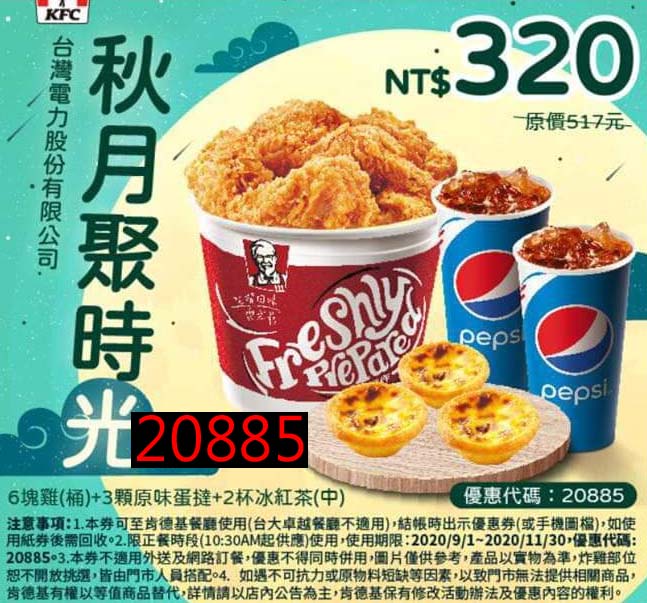 KFC
台灣電力股份有限公司
秋月聚時光
NT$320
原價517元
Freshly
Prepared
pepsi
pepsi
20885
6塊雞(桶)+3顆原味蛋撻+2杯冰紅茶(中)
優惠代碼：20885
注意事項:1.本券可至肯德基餐廳使用(台大卓越餐廳不適用),結帳時出示優惠券(或手機圖檔),如使
用紙券後需回收。2.限正餐時段(10:30AM起供應)使用,使用期限:2020/9/1~2020/11/30,優惠代碼:
20885。3.本券不適用外送及網路訂餐,優惠不得同時併用,圖片僅供參考,產品以實物為準,炸雞部位
恕不開放挑選,皆由門市人員搭配。4. 如遇不可抗力或原物料短缺等因素,以致門市無法提供相關商品,
肯德基有權以等值商品替代,詳情請以店內公告為主,肯德基保有修改活動辦法及優惠內容的權利。